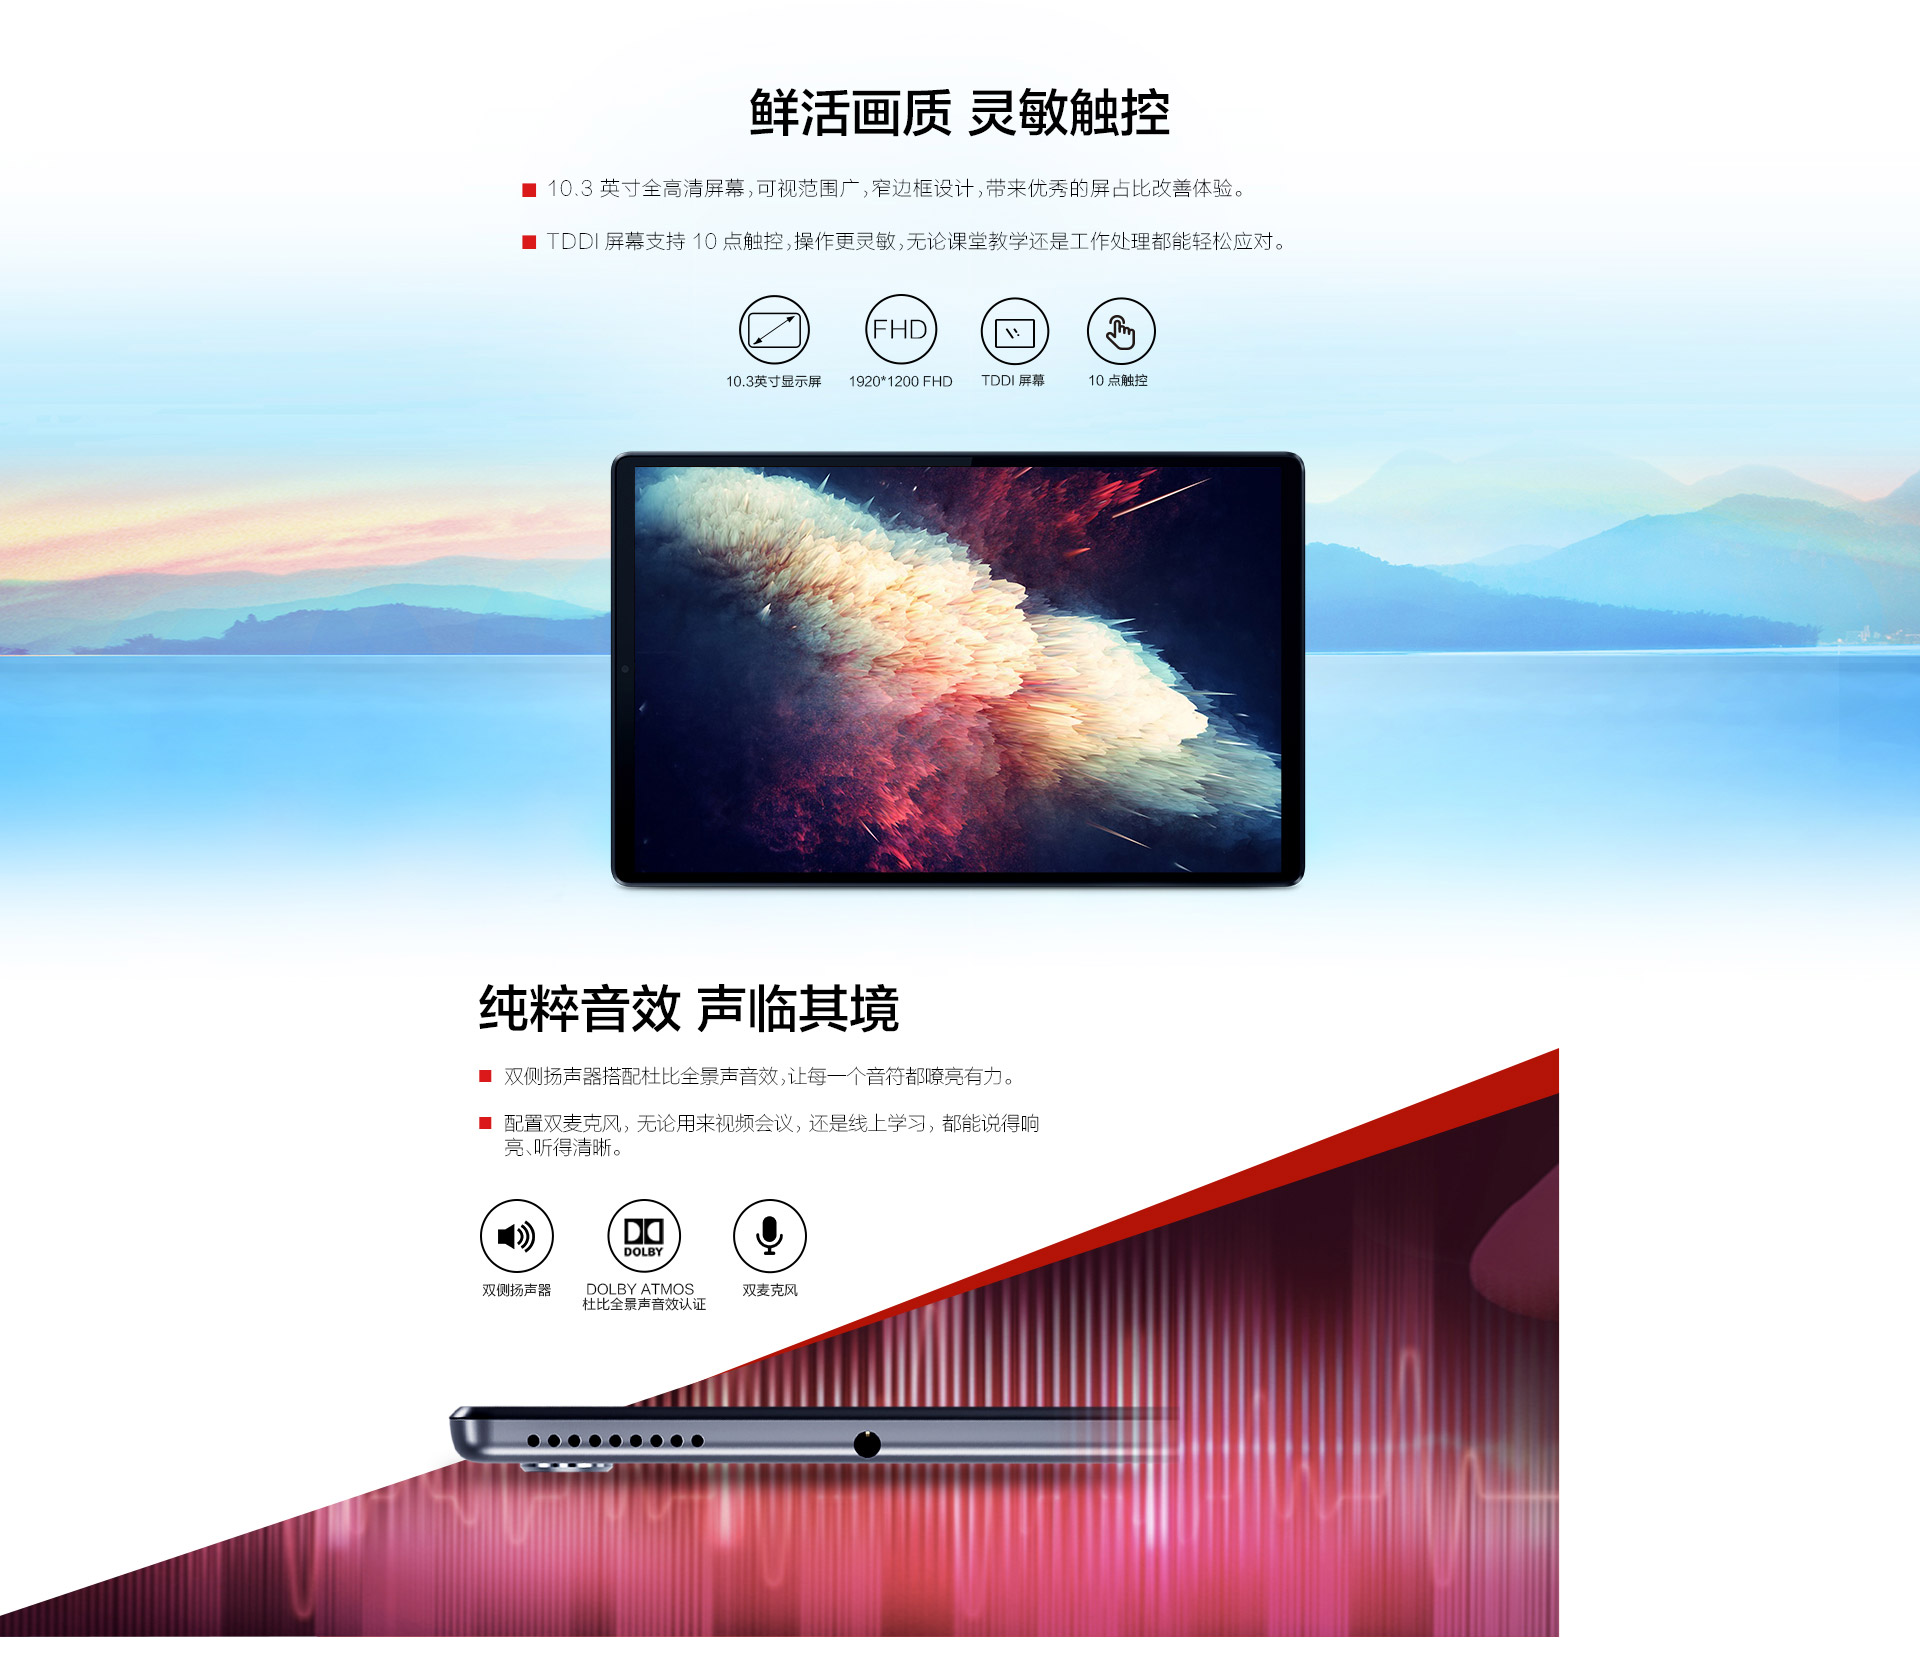 鲜活画质 灵敏触控
10.3 英寸全高清屏幕,可视范围广,窄边框设计,带来优秀的屏占比改善体验。
TDDI 屏幕支持 10 点触控,操作更灵敏,无论课堂教学还是工作处理都能轻松应对。
FHD
10.3英寸显示屏
1920*1200 FHD
TDDI 屏幕
10 点触控
纯粹音效 声临其境
双侧扬声器搭配杜比全景声音效,让每一个音符都嘹亮有力。
配置双麦克风, 无论用来视频会议, 还是线上学习, 都能说得响
亮、听得清晰。
DOLBY
双侧扬声器
DOLBY ATMOS
杜比全景声音效认证
双麦克风